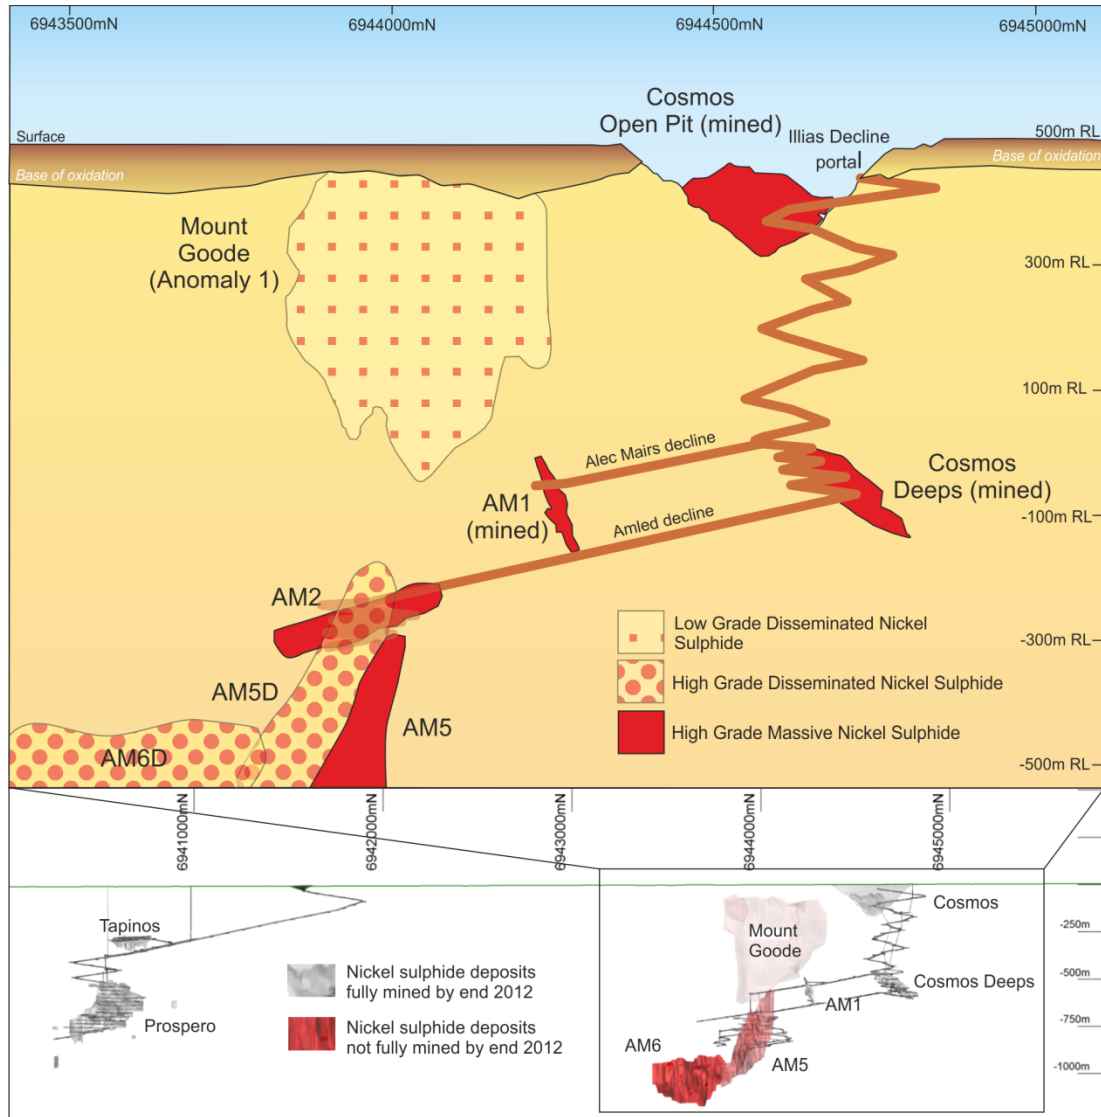 6943500mN
6944000mN
6944500mN
6945000mN
Cosmos
Open Pit (mined)
Illias Decline
portal
500m RL
Surface
Base of oxidation
Base of oxidation
Mount
Goode
(Anomaly 1)
300m RL
100m RL
Alec Mairs decline
Cosmos
Deeps (mined)
AM1
(mined)
Amled decline
-100m RL
AM2
Low Grade Disseminated Nickel
Sulphide
-300m RL
AM5D
High Grade Disseminated Nickel Sulphide
AM5
High Grade Massive Nickel Sulphide
AM6D
-500m RL
6941000mN
6942000mN
6943000mN
6944000mN
6945000mN
Tapinos
Cosmos
Mount
Goode
-250m
Nickel sulphide deposits
fully mined by end 2012
-500m
Cosmos Deeps
AM1
Prospero
Nickel sulphide deposits
not fully mined by end 2012
-750m
AM6
AM5
-1000m